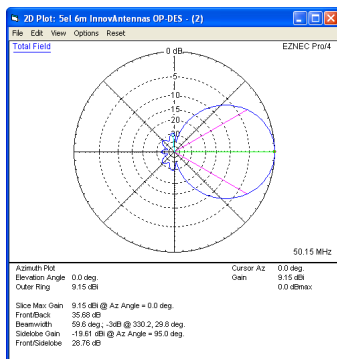 2D Plot: 5el 6m InnovAntennas OP-DES - (2)
File Edit View Options Reset
Total Field
EZNEC Pro/4
0 dB
-5
-10
-15
-20
-30
50.15 MHz
Azimuth Plot
Elevation Angle 0.0 deg.
Outer Ring 9.15 dBi
Cursor Az 0.0 deg.
Gain 9.15 dBi
0.0 dBmax
Slice Max Gain 9.15 dBi @ Az Angle = 0.0 deg.
Front/Back 35.68 dB
Beamwidth 59.6 deg.; -3dB @ 330.2, 29.8 deg.
Sidelobe Gain -19.61 dBi @ Az Angle = 95.0 deg.
Front/Sidelobe 28.76 dB